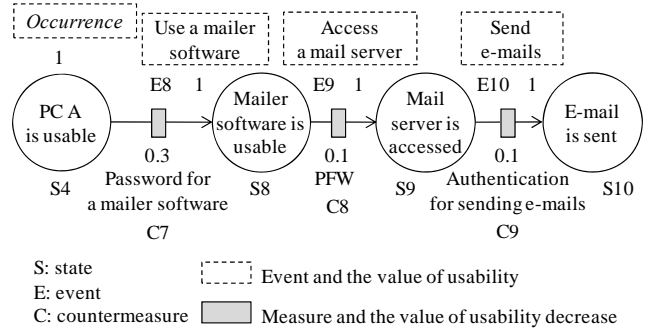 Occurrence
Use a mailer
software
Access
a mail server
Send
e-mails
1
E8 1
E9 1
E10 1
PC A
is usable
Mailer
software is
usable
Mail
server is
accessed
E-mail
is sent
0.3
0.1
0.1
S4
Password for
a mailer software
S8
PFW
S9
Authentication
for sending e-mails
S10
C7
C8
C9
S: state
E: event
C: countermeasure
Event and the value of usability
Measure and the value of usability decrease